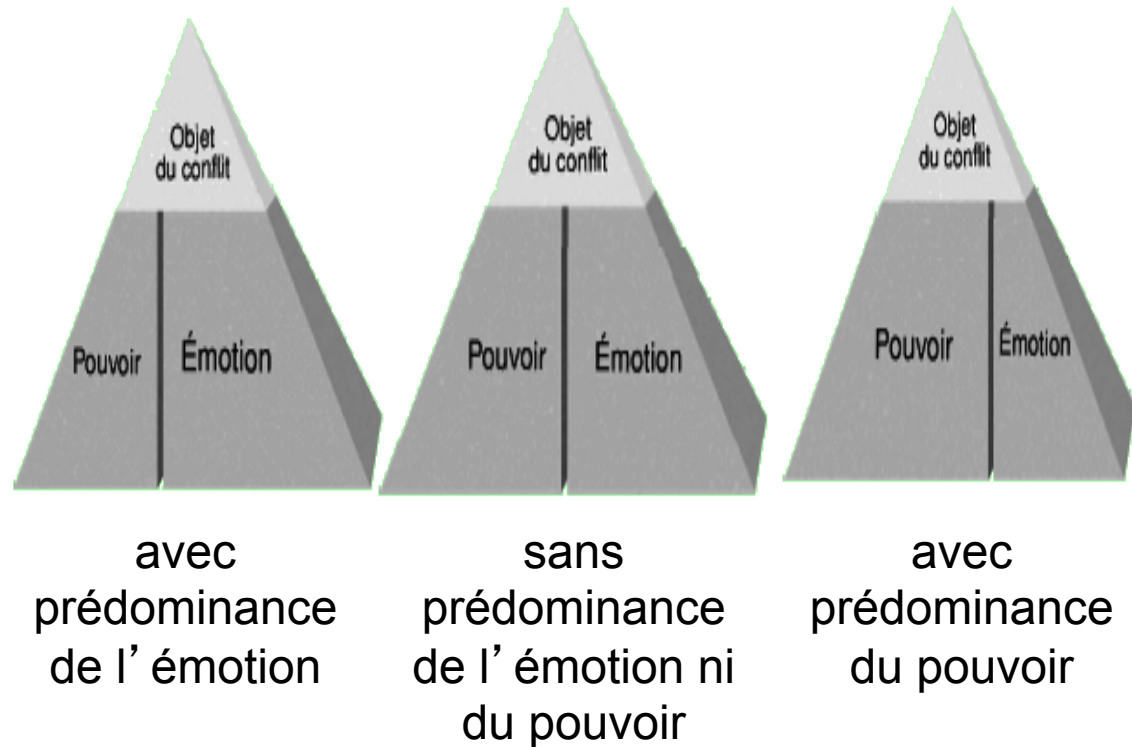 Objet
du conflit
Pouvoir
Émotion
Objet
du conflit
Pouvoir
Émotion
Objet
du conflit
Pouvoir
Émotion
avec
prédominance
de l’émotion
sans
prédominance
de l’émotion ni
du pouvoir
avec
prédominance
du pouvoir